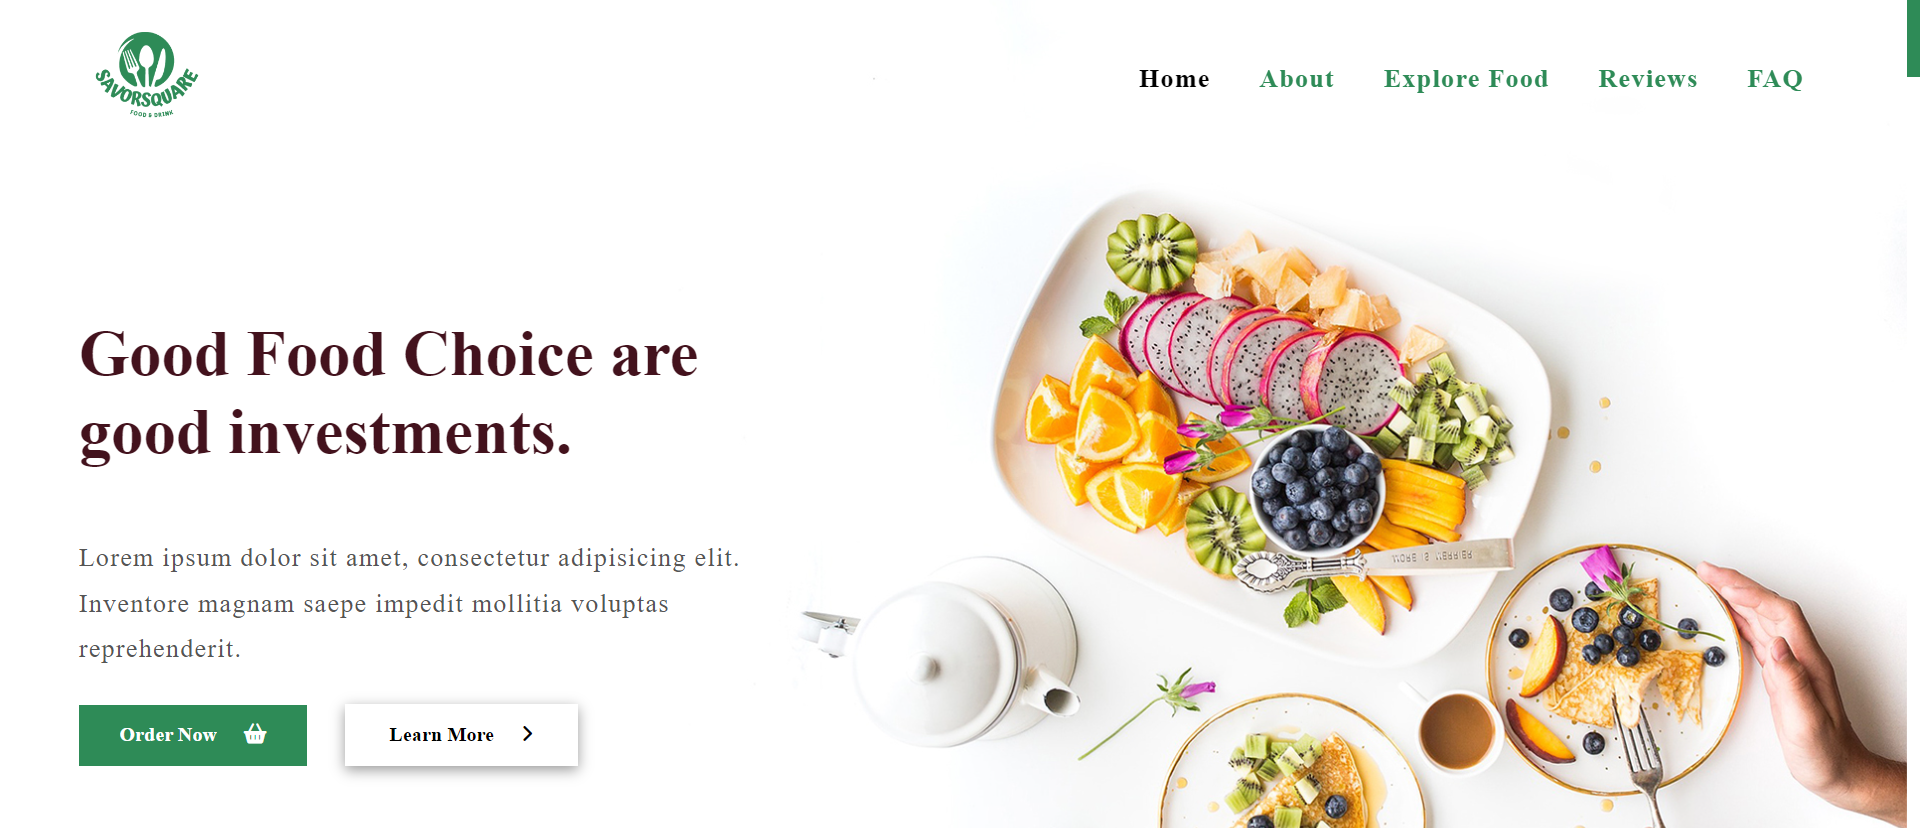 SAVORSQUARE
FOOD & DRINK
Home About Explore Food Reviews FAQ
Good Food Choice are
good investments.
Lorem ipsum dolor sit amet, consectetur adipisicing elit.
Inventore magnam saepe impedit mollitia voluptas
reprehenderit.
Order Now
Learn More